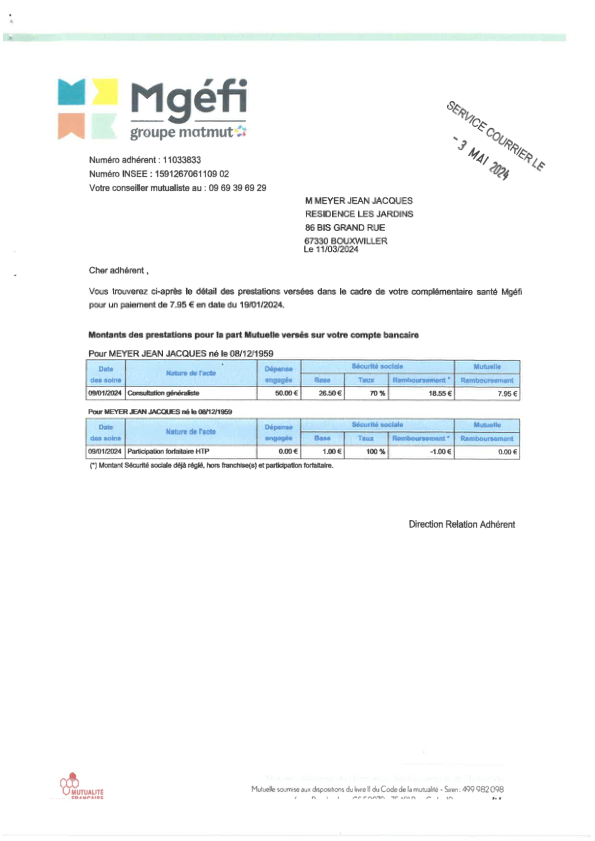 Mgéfi
groupe matmut
SERVICE COURRIER LE
- 3 MAI 2024
Numéro adhérent : 11033833
Numéro INSEE : 1591267061109 02
Votre conseiller mutualiste au : 09 69 39 69 29
M MEYER JEAN JACQUES
RESIDENCE LES JARDINS
86 BIS GRAND RUE
67330 BOUXWILLER
Le 11/03/2024
Cher adhérent ,
Vous trouverez ci-après le détail des prestations versées dans le cadre de votre complémentaire santé Mgéfi
pour un paiement de 7.95 € en date du 19/01/2024.
Montants des prestations pour la part Mutuelle versés sur votre compte bancaire
Pour MEYER JEAN JACQUES né le 08/12/1959
Date des soins Nature de l'acte Dépense engagée Sécurité sociale Mutuelle
Base Taux Remboursement * Remboursement
09/01/2024 Consultation généraliste 50.00 € 26.50 € 70 % 18.55 € 7.95 €
Pour MEYER JEAN JACQUES né le 08/12/1959
Date des soins Nature de l'acte Dépense engagée Sécurité sociale Mutuelle
Base Taux Remboursement * Remboursement
09/01/2024 Participation forfaitaire HTP 0.00 € 1.00 € 100 % -1.00 € 0.00 €
(*) Montant Sécurité sociale déjà réglé, hors franchise(s) et participation forfaitaire.
Direction Relation Adhérent
MUTUALITÉ
FRANÇAISE
Mutuelle soumise aux dispositions du livre II du Code de la mutualité - Siren : 499 982 098